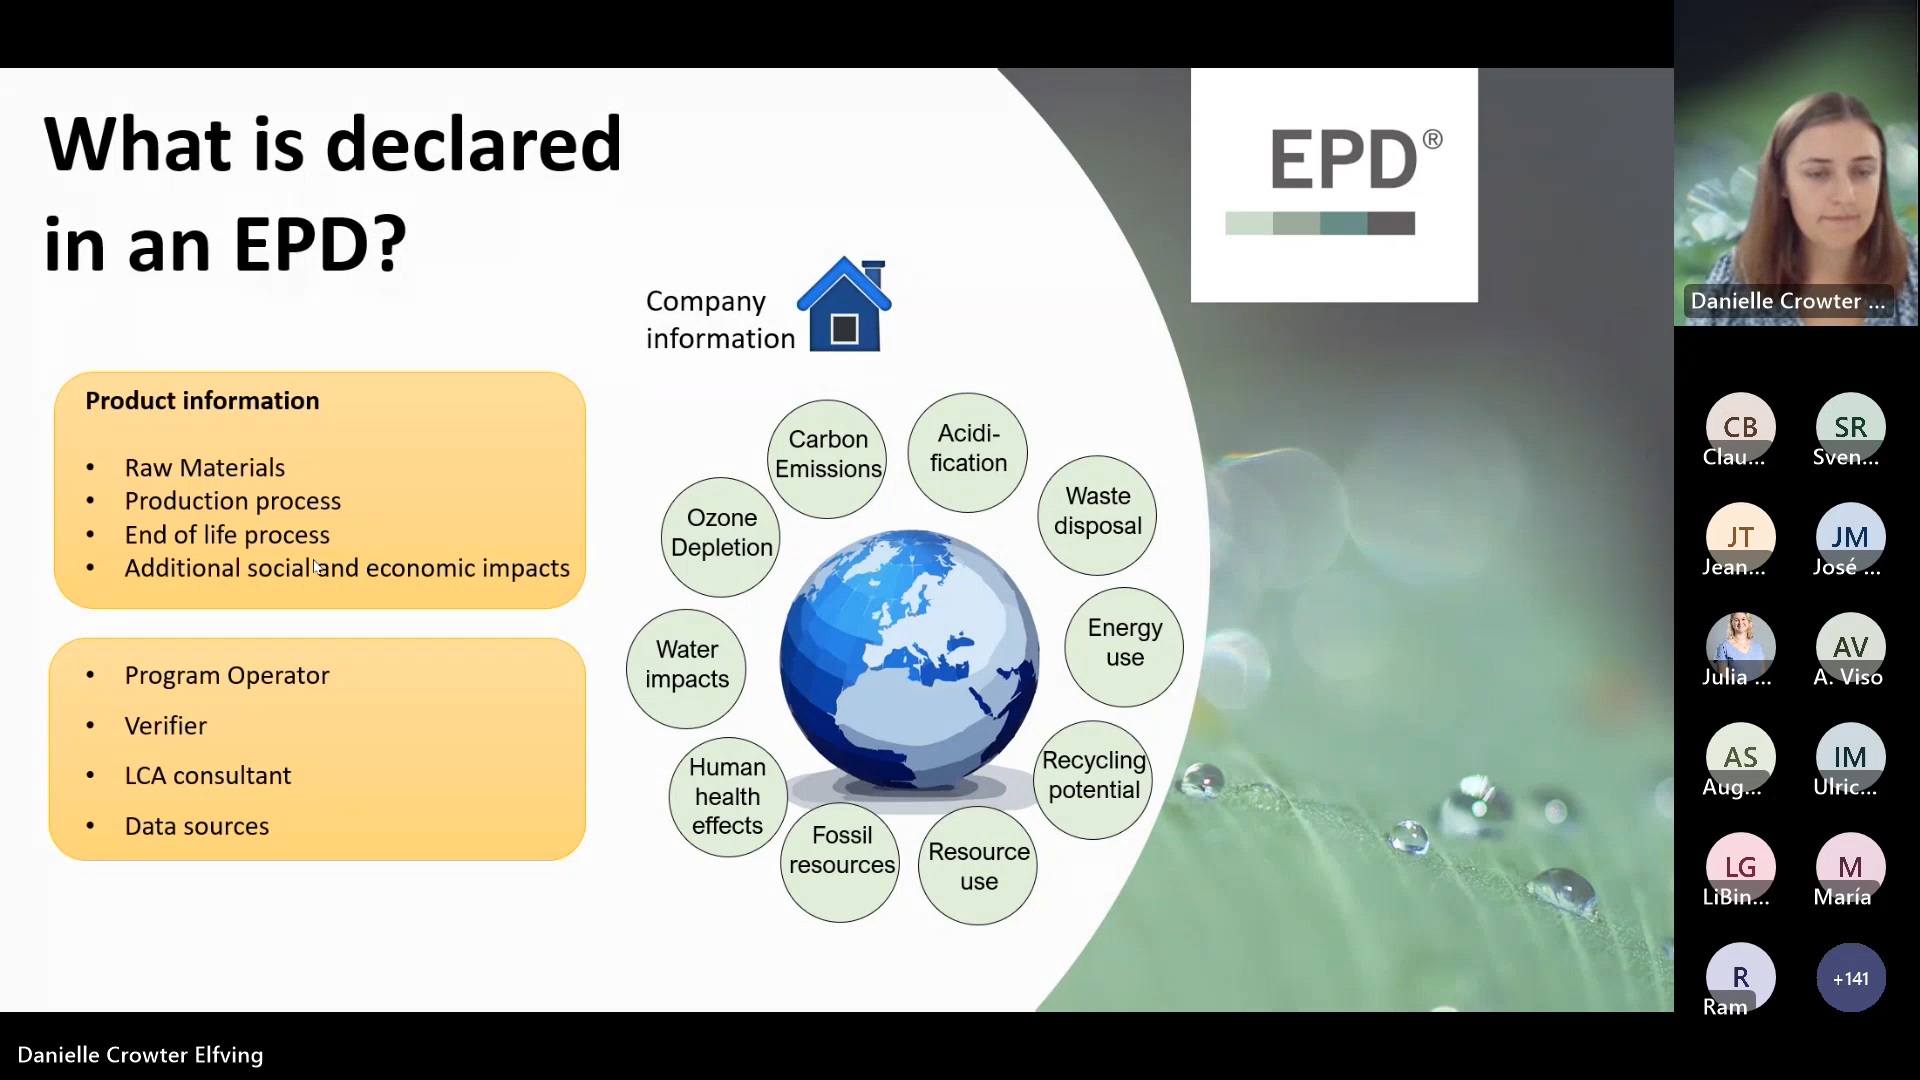 What is declared
in an EPD?
EPD®
Company
information
Product information
• Raw Materials
• Production process
• End of life process
• Additional social and economic impacts
• Program Operator
• Verifier
• LCA consultant
• Data sources
Carbon
Emissions
Acidi-
fication
Waste
disposal
Energy
use
Recycling
potential
Resource
use
Fossil
resources
Human
health
effects
Water
impacts
Ozone
Depletion
Danielle Crowter ...
CB
Clau...
SR
Sven...
JT
Jean...
JM
José ...
Julia ...
AV
A. Viso
AS
Aug...
IM
Ulric...
LG
LiBin...
M
María
R
Ram
+141
Danielle Crowter Elfving